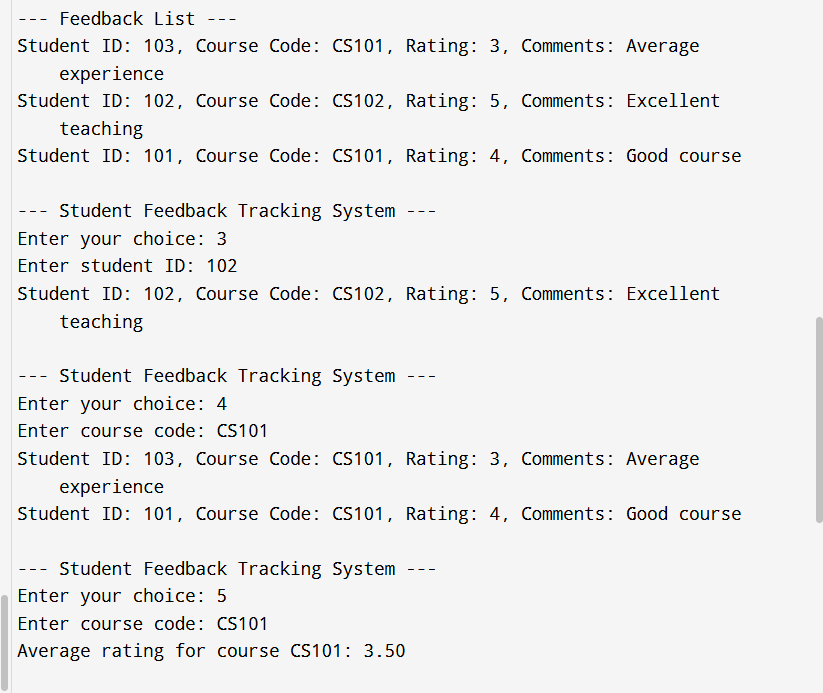 --- Feedback List ---
Student ID: 103, Course Code: CS101, Rating: 3, Comments: Average
experience
Student ID: 102, Course Code: CS102, Rating: 5, Comments: Excellent
teaching
Student ID: 101, Course Code: CS101, Rating: 4, Comments: Good course
--- Student Feedback Tracking System ---
Enter your choice: 3
Enter student ID: 102
Student ID: 102, Course Code: CS102, Rating: 5, Comments: Excellent
teaching
--- Student Feedback Tracking System ---
Enter your choice: 4
Enter course code: CS101
Student ID: 103, Course Code: CS101, Rating: 3, Comments: Average
experience
Student ID: 101, Course Code: CS101, Rating: 4, Comments: Good course
--- Student Feedback Tracking System ---
Enter your choice: 5
Enter course code: CS101
Average rating for course CS101: 3.50